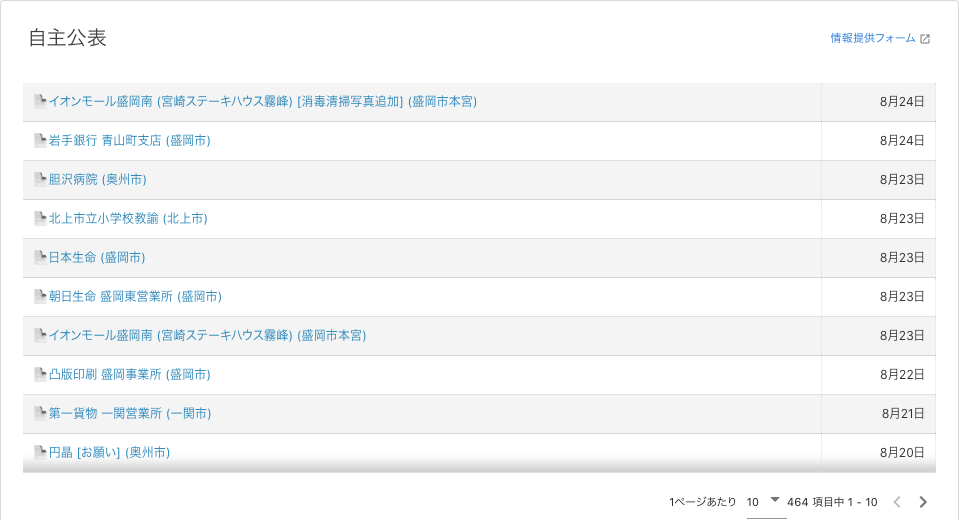 自主公表
情報提供フォーム
イオンモール盛岡南 (宮崎ステーキハウス霧峰) [消毒清掃写真追加] (盛岡市本宮) 8月24日
岩手銀行 青山町支店 (盛岡市) 8月24日
胆沢病院 (奥州市) 8月23日
北上市立小学校教諭 (北上市) 8月23日
日本生命 (盛岡市) 8月23日
朝日生命 盛岡東営業所 (盛岡市) 8月23日
イオンモール盛岡南 (宮崎ステーキハウス霧峰) (盛岡市本宮) 8月23日
凸版印刷 盛岡事業所 (盛岡市) 8月22日
第一貨物 一関営業所 (一関市) 8月21日
円晶 [お願い] (奥州市) 8月20日
1ページあたり 10 464 項目中 1 - 10